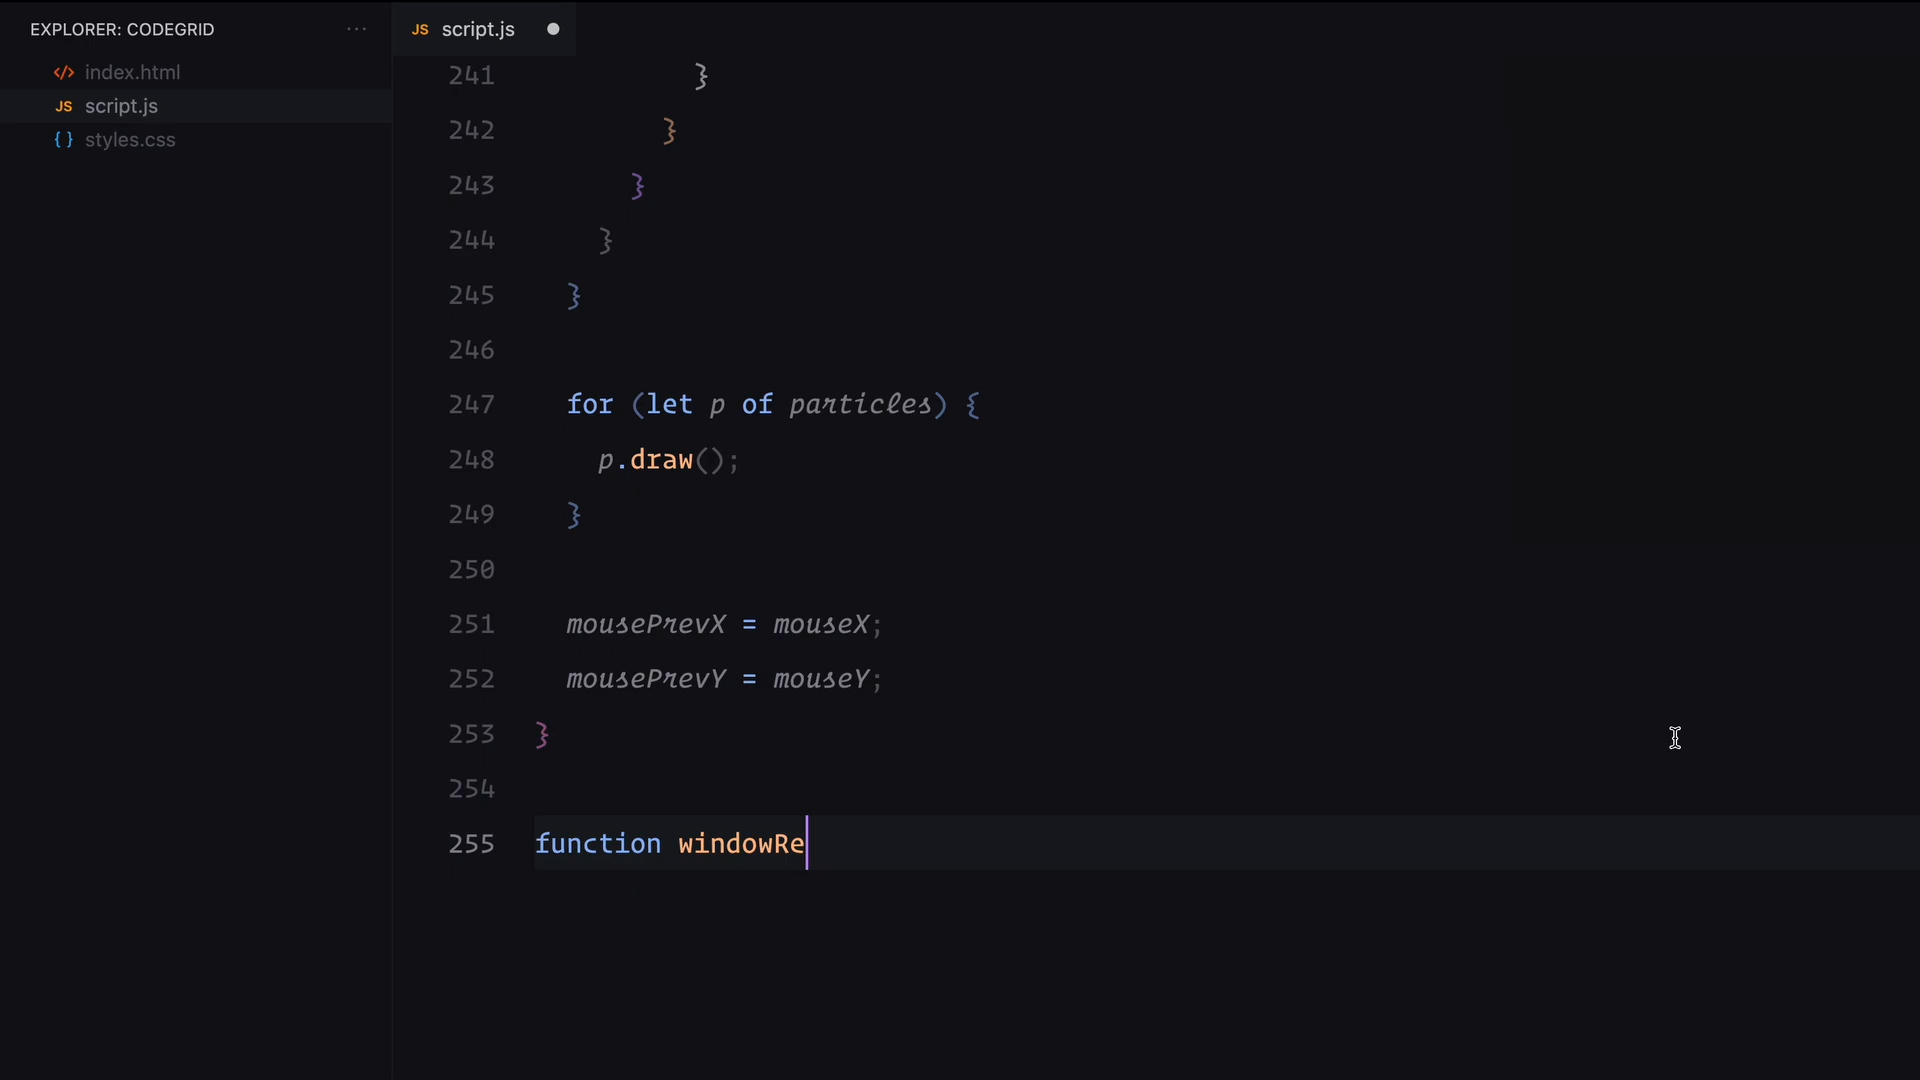 EXPLORER: CODEGRID ...
</> index.html
JS script.js
{ } styles.css
JS script.js
241 }
242 }
243 }
244 }
245 }
246
247 for (let p of particles) {
248 p.draw();
249 }
250
251 mousePrevX = mouseX;
252 mousePrevY = mouseY;
253 }
254
255 function windowRe